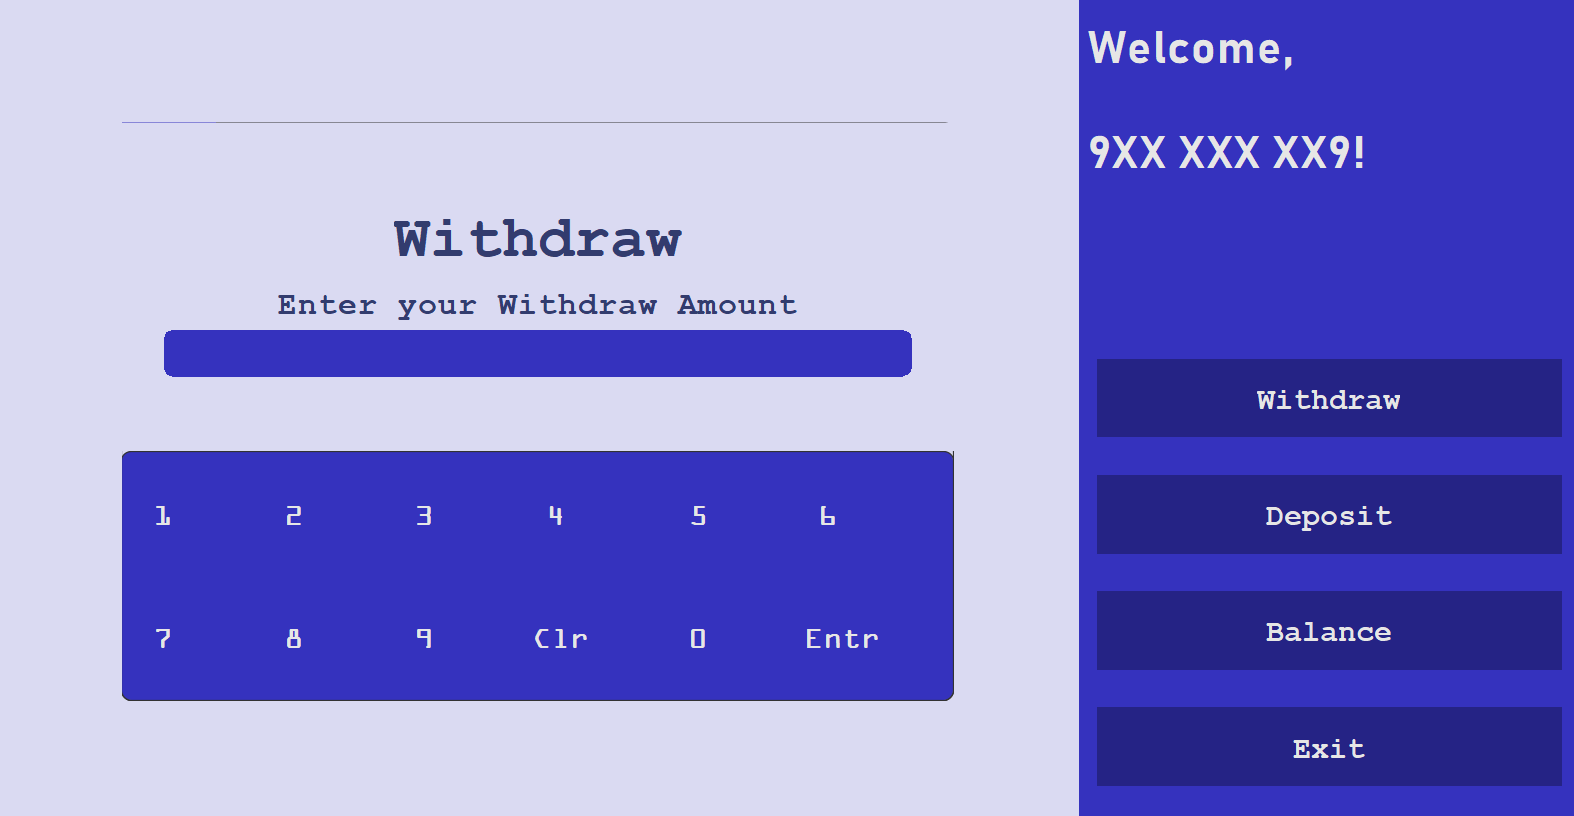 Welcome,
9XX XXX XX9!
Withdraw
Enter your Withdraw Amount
1 2 3 4 5 6
7 8 9 Clr 0 Entr
Withdraw
Deposit
Balance
Exit